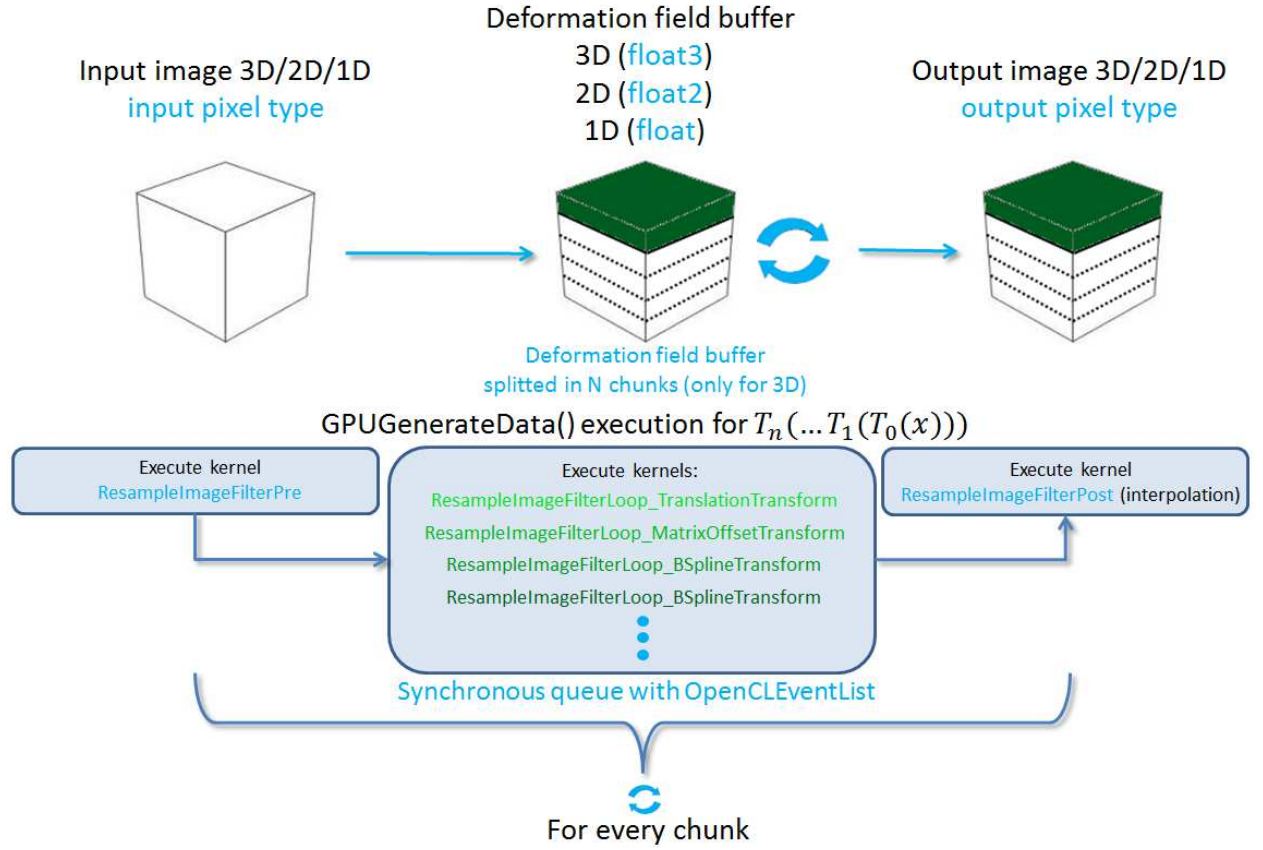 Input image 3D/2D/1D
input pixel type
Deformation field buffer
3D (float3)
2D (float2)
1D (float)
Output image 3D/2D/1D
output pixel type
Deformation field buffer
splitted in N chunks (only for 3D)
GPUGenerateData() execution for Tₙ(…T₁(T₀(x)))
Execute kernel
ResampleImageFilterPre
Execute kernels:
ResampleImageFilterLoop_TranslationTransform
ResampleImageFilterLoop_MatrixOffsetTransform
ResampleImageFilterLoop_BSplineTransform
ResampleImageFilterLoop_BSplineTransform
Execute kernel
ResampleImageFilterPost (interpolation)
Synchronous queue with OpenCLEventList
For every chunk